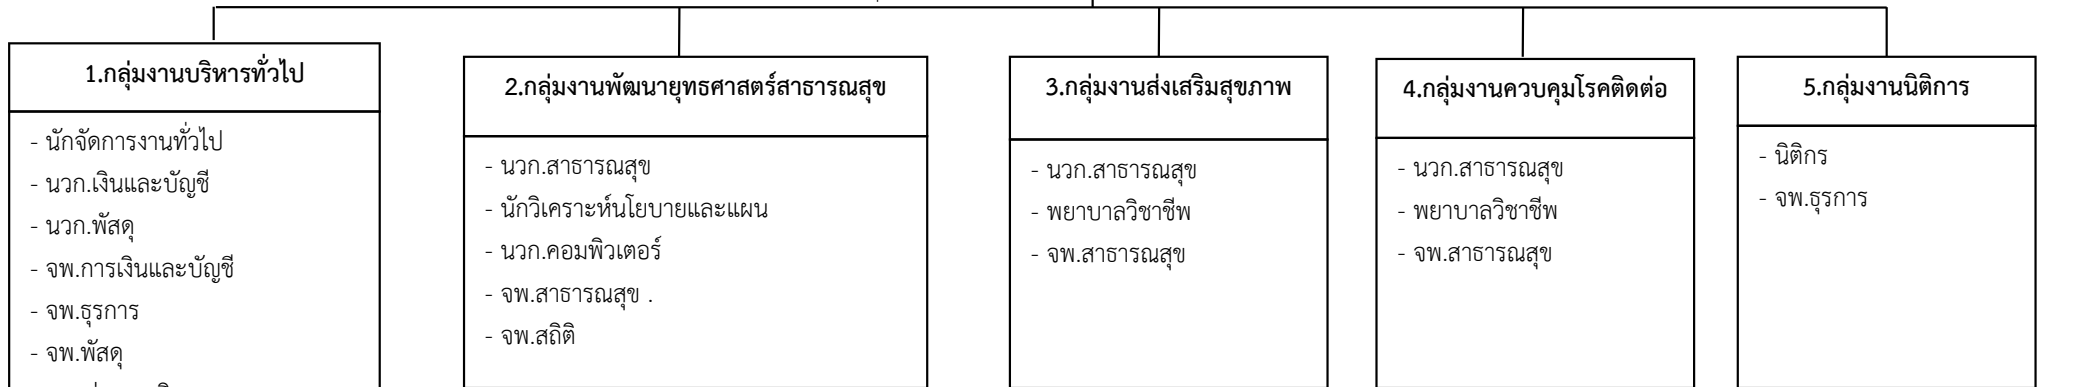 1.กลุ่มงานบริหารทั่วไป
- นักจัดการงานทั่วไป
- นวก.เงินและบัญชี
- นวก.พัสดุ
- จพ.การเงินและบัญชี
- จพ.ธุรการ
- จพ.พัสดุ
2.กลุ่มงานพัฒนายุทธศาสตร์สาธารณสุข
- นวก.สาธารณสุข
- นักวิเคราะห์นโยบายและแผน
- นวก.คอมพิวเตอร์
- จพ.สาธารณสุข .
- จพ.สถิติ
3.กลุ่มงานส่งเสริมสุขภาพ
- นวก.สาธารณสุข
- พยาบาลวิชาชีพ
- จพ.สาธารณสุข
4.กลุ่มงานควบคุมโรคติดต่อ
- นวก.สาธารณสุข
- พยาบาลวิชาชีพ
- จพ.สาธารณสุข
5.กลุ่มงานนิติการ
- นิติกร
- จพ.ธุรการ